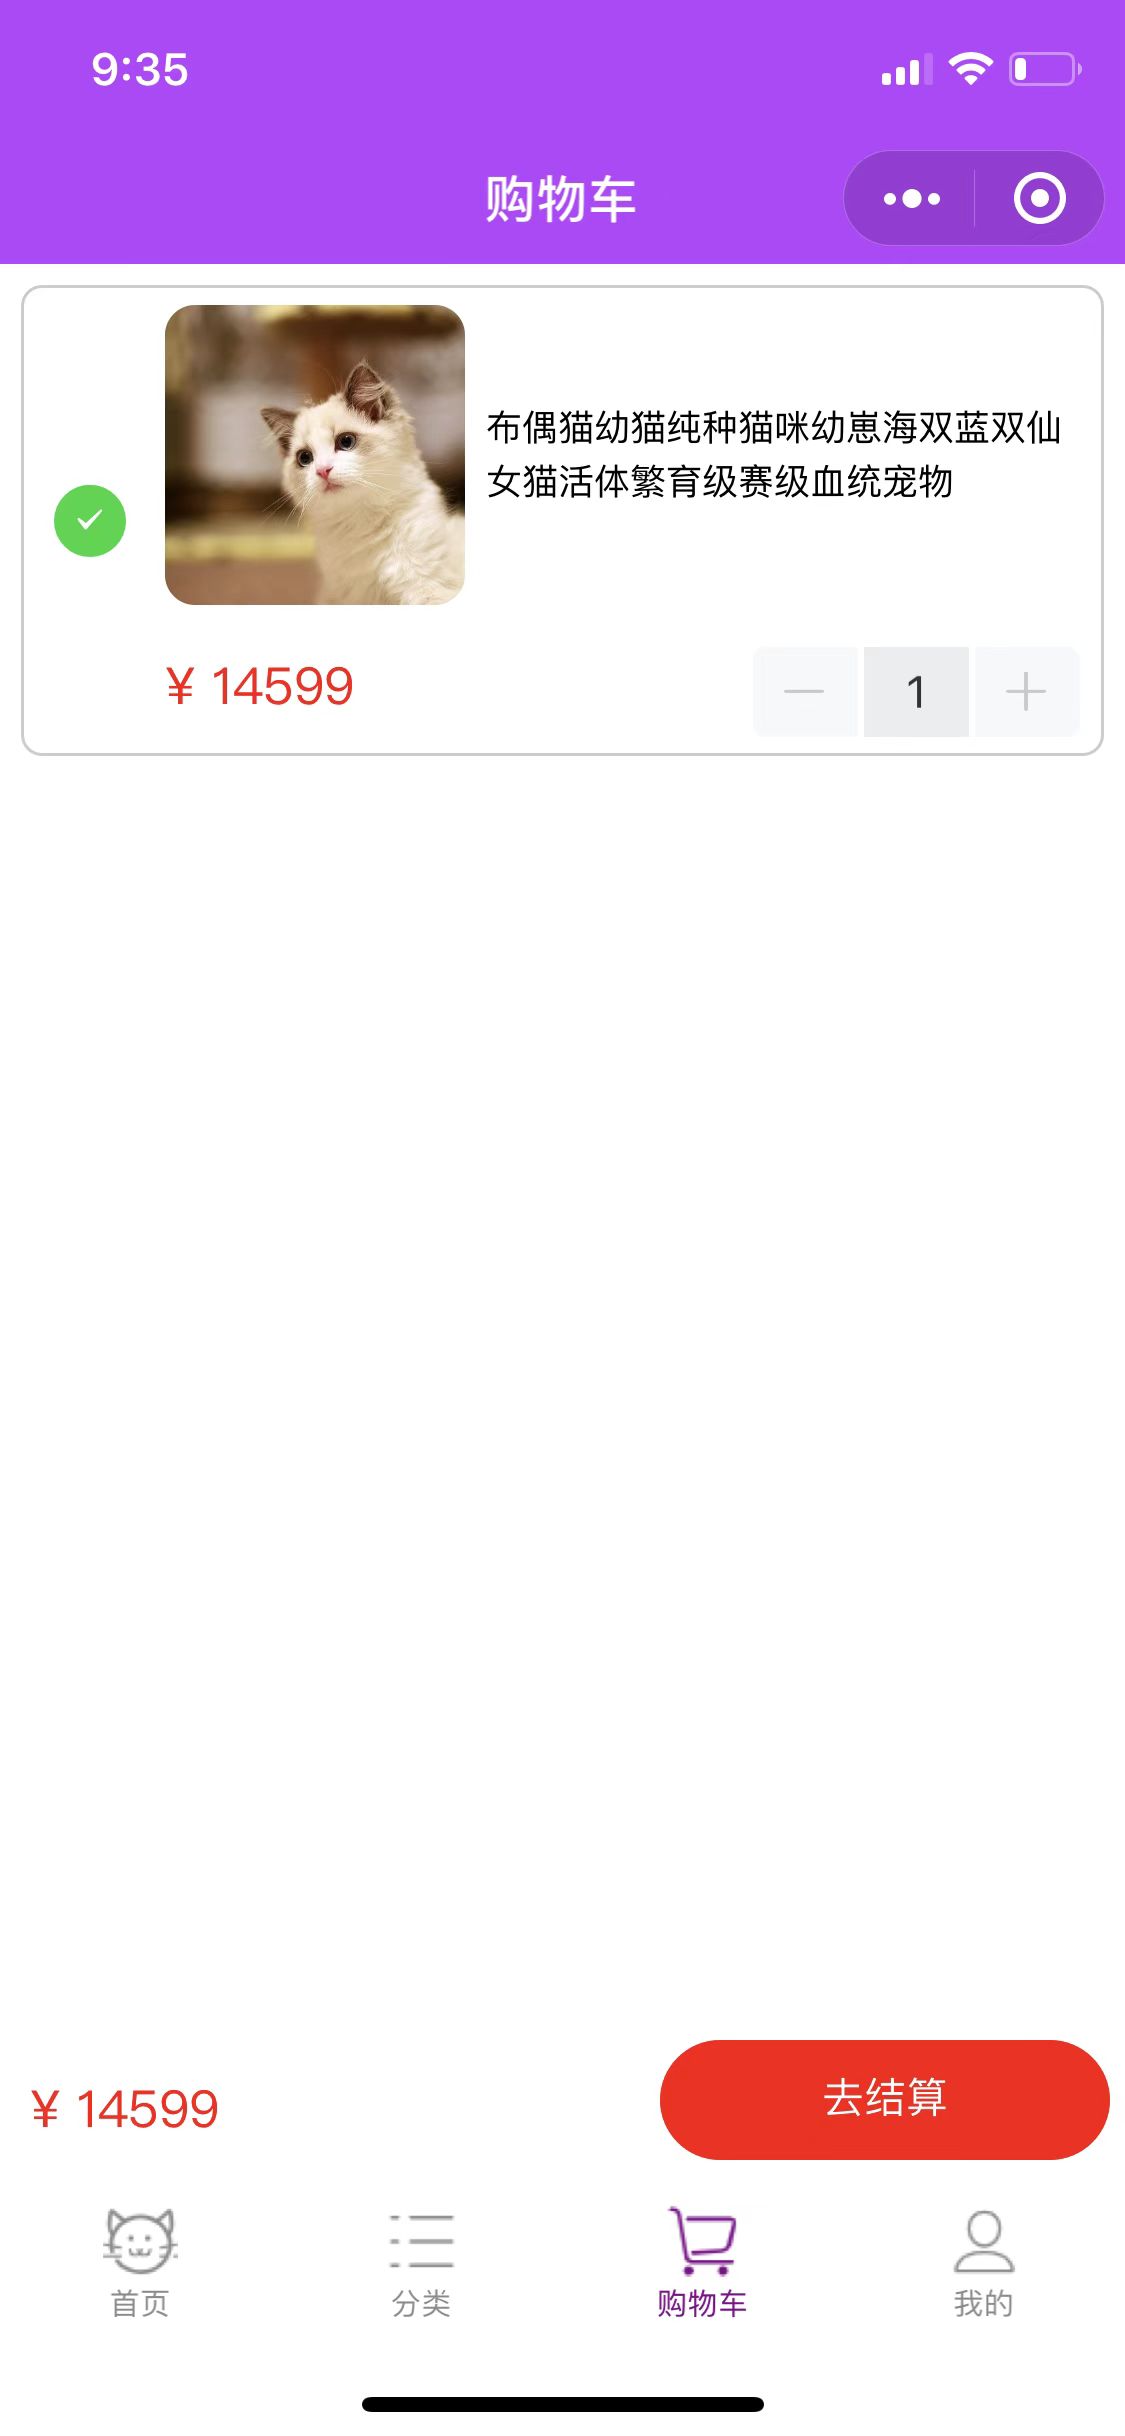 9:35
购物车
布偶猫幼猫纯种猫咪幼崽海双蓝双仙
女猫活体繁育级赛级血统宠物
¥ 14599
1
¥ 14599
去结算
首页
分类
购物车
我的